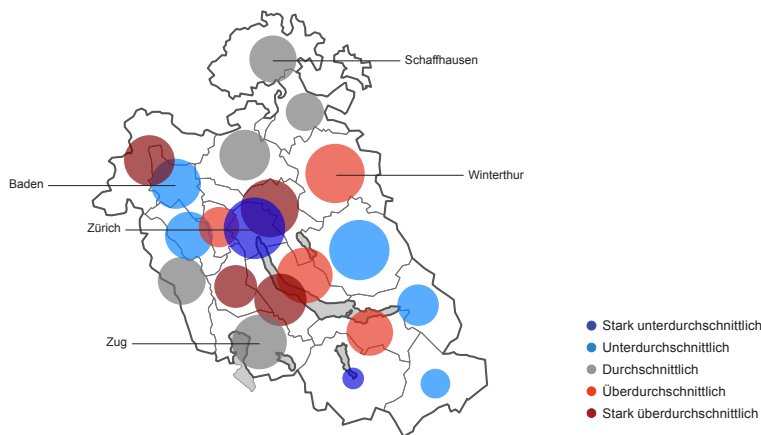 Schaffhausen
Winterthur
Baden
Zürich
Zug
Stark unterdurchschnittlich
Unterdurchschnittlich
Durchschnittlich
Überdurchschnittlich
Stark überdurchschnittlich